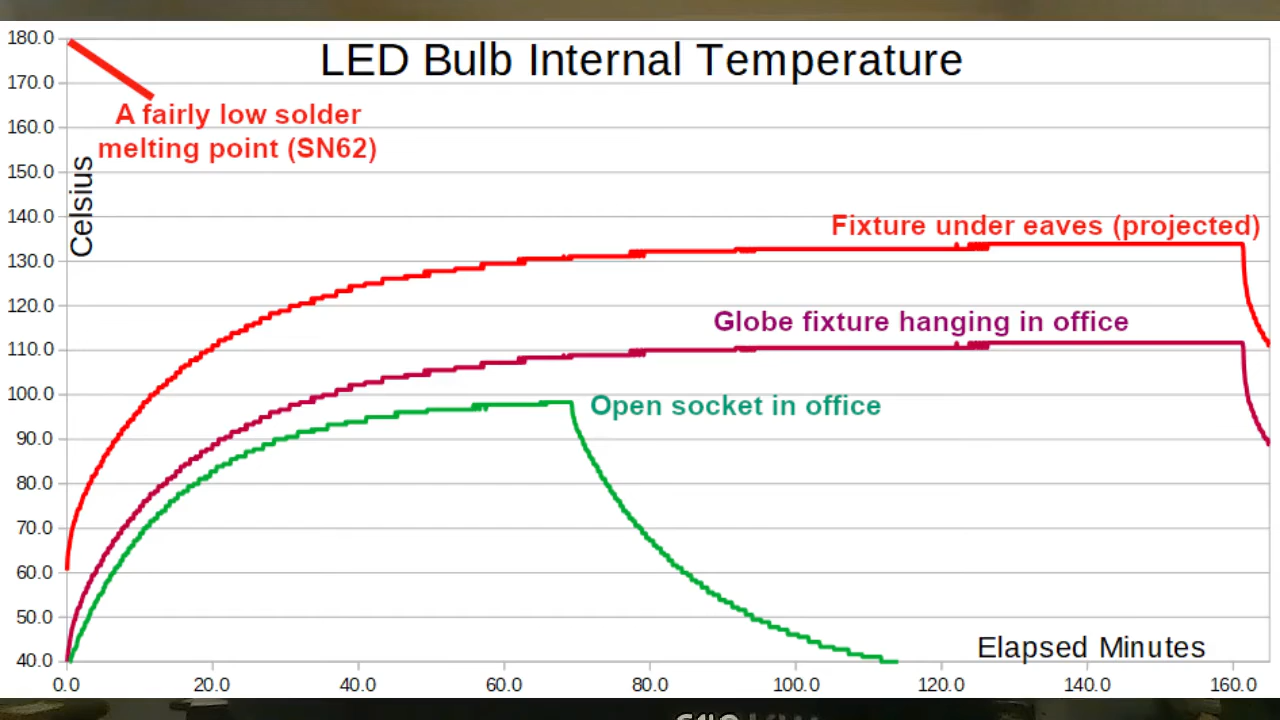 LED Bulb Internal Temperature
180.0
170.0
160.0
150.0
140.0
130.0
120.0
110.0
100.0
90.0
80.0
70.0
60.0
50.0
40.0
Celsius
A fairly low solder
melting point (SN62)
Fixture under eaves (projected)
Globe fixture hanging in office
Open socket in office
Elapsed Minutes
0.0 20.0 40.0 60.0 80.0 100.0 120.0 140.0 160.0